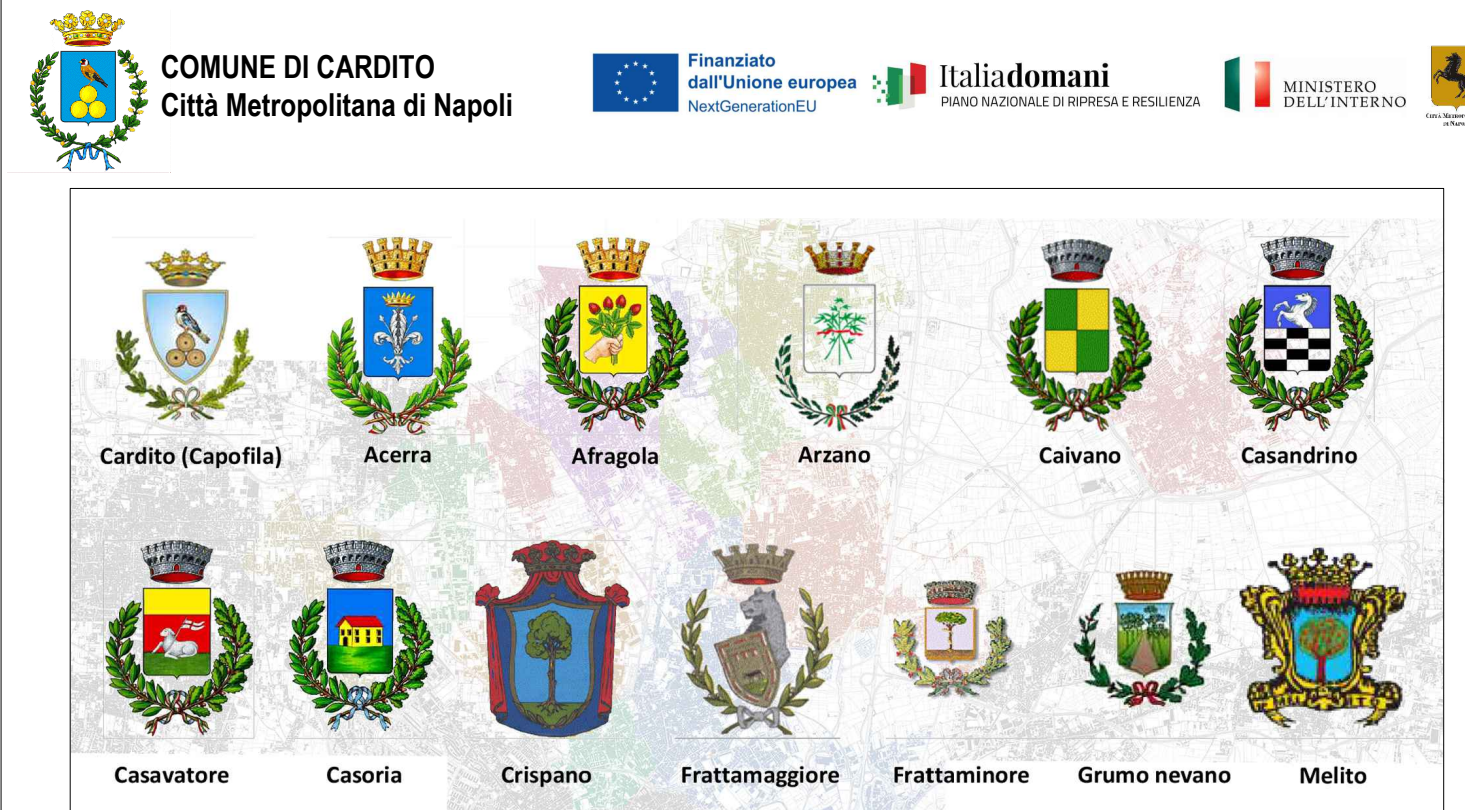 COMUNE DI CARDITO
Città Metropolitana di Napoli
Finanziato
dall'Unione europea
NextGenerationEU
Italiadomani
PIANO NAZIONALE DI RIPRESA E RESILIENZA
MINISTERO
DELL'INTERNO
Cardito (Capofila)
Acerra
Afragola
Arzano
Caivano
Casandrino
Casavatore
Casoria
Crispano
Frattamaggiore
Frattaminore
Grumo nevano
Melito